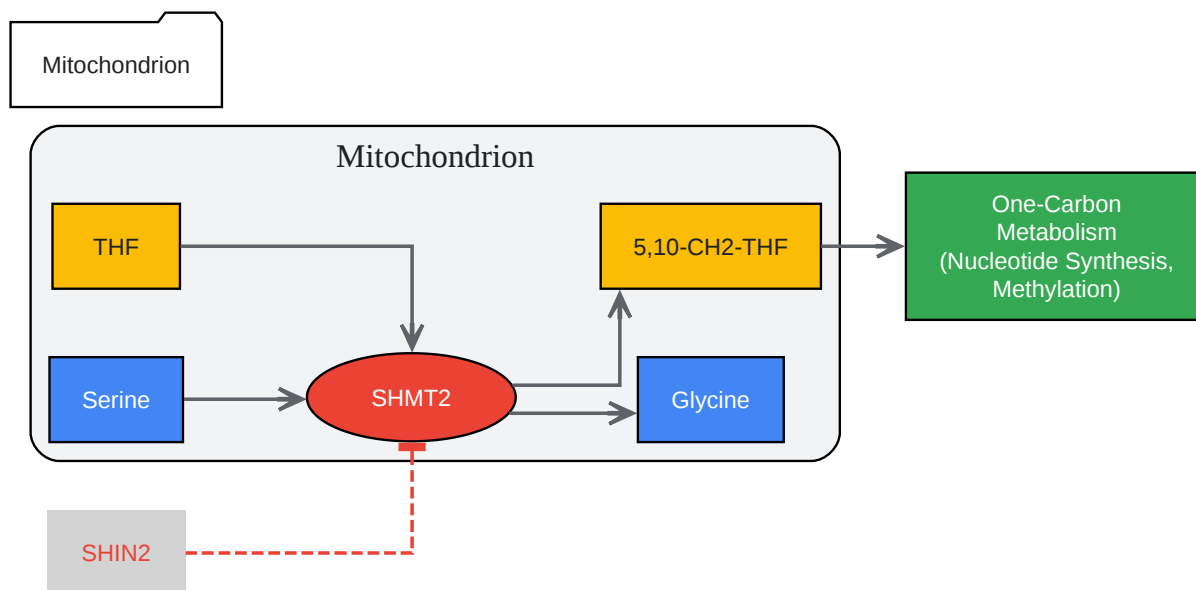 Mitochondrion
Mitochondrion
THF
5,10-CH2-THF
One-Carbon
Metabolism
(Nucleotide Synthesis,
Methylation)
Serine
SHMT2
Glycine
SHIN2